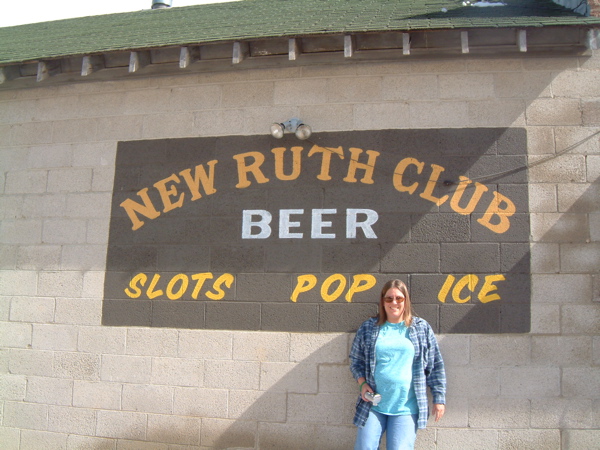 NEW RUTH CLUB
BEER
SLOTS POP ICE